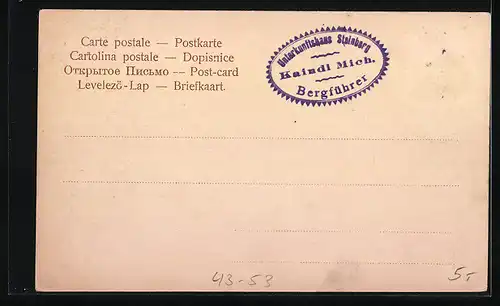 Carte postale — Postkarte
Cartolina postale — Dopisnice
Открытое Письмо -- Post-card
Levelező-Lap — Briefkaart.
Unterkunftshaus Steinberg
Kaindl Mich.
Bergführer
43-53
5,-